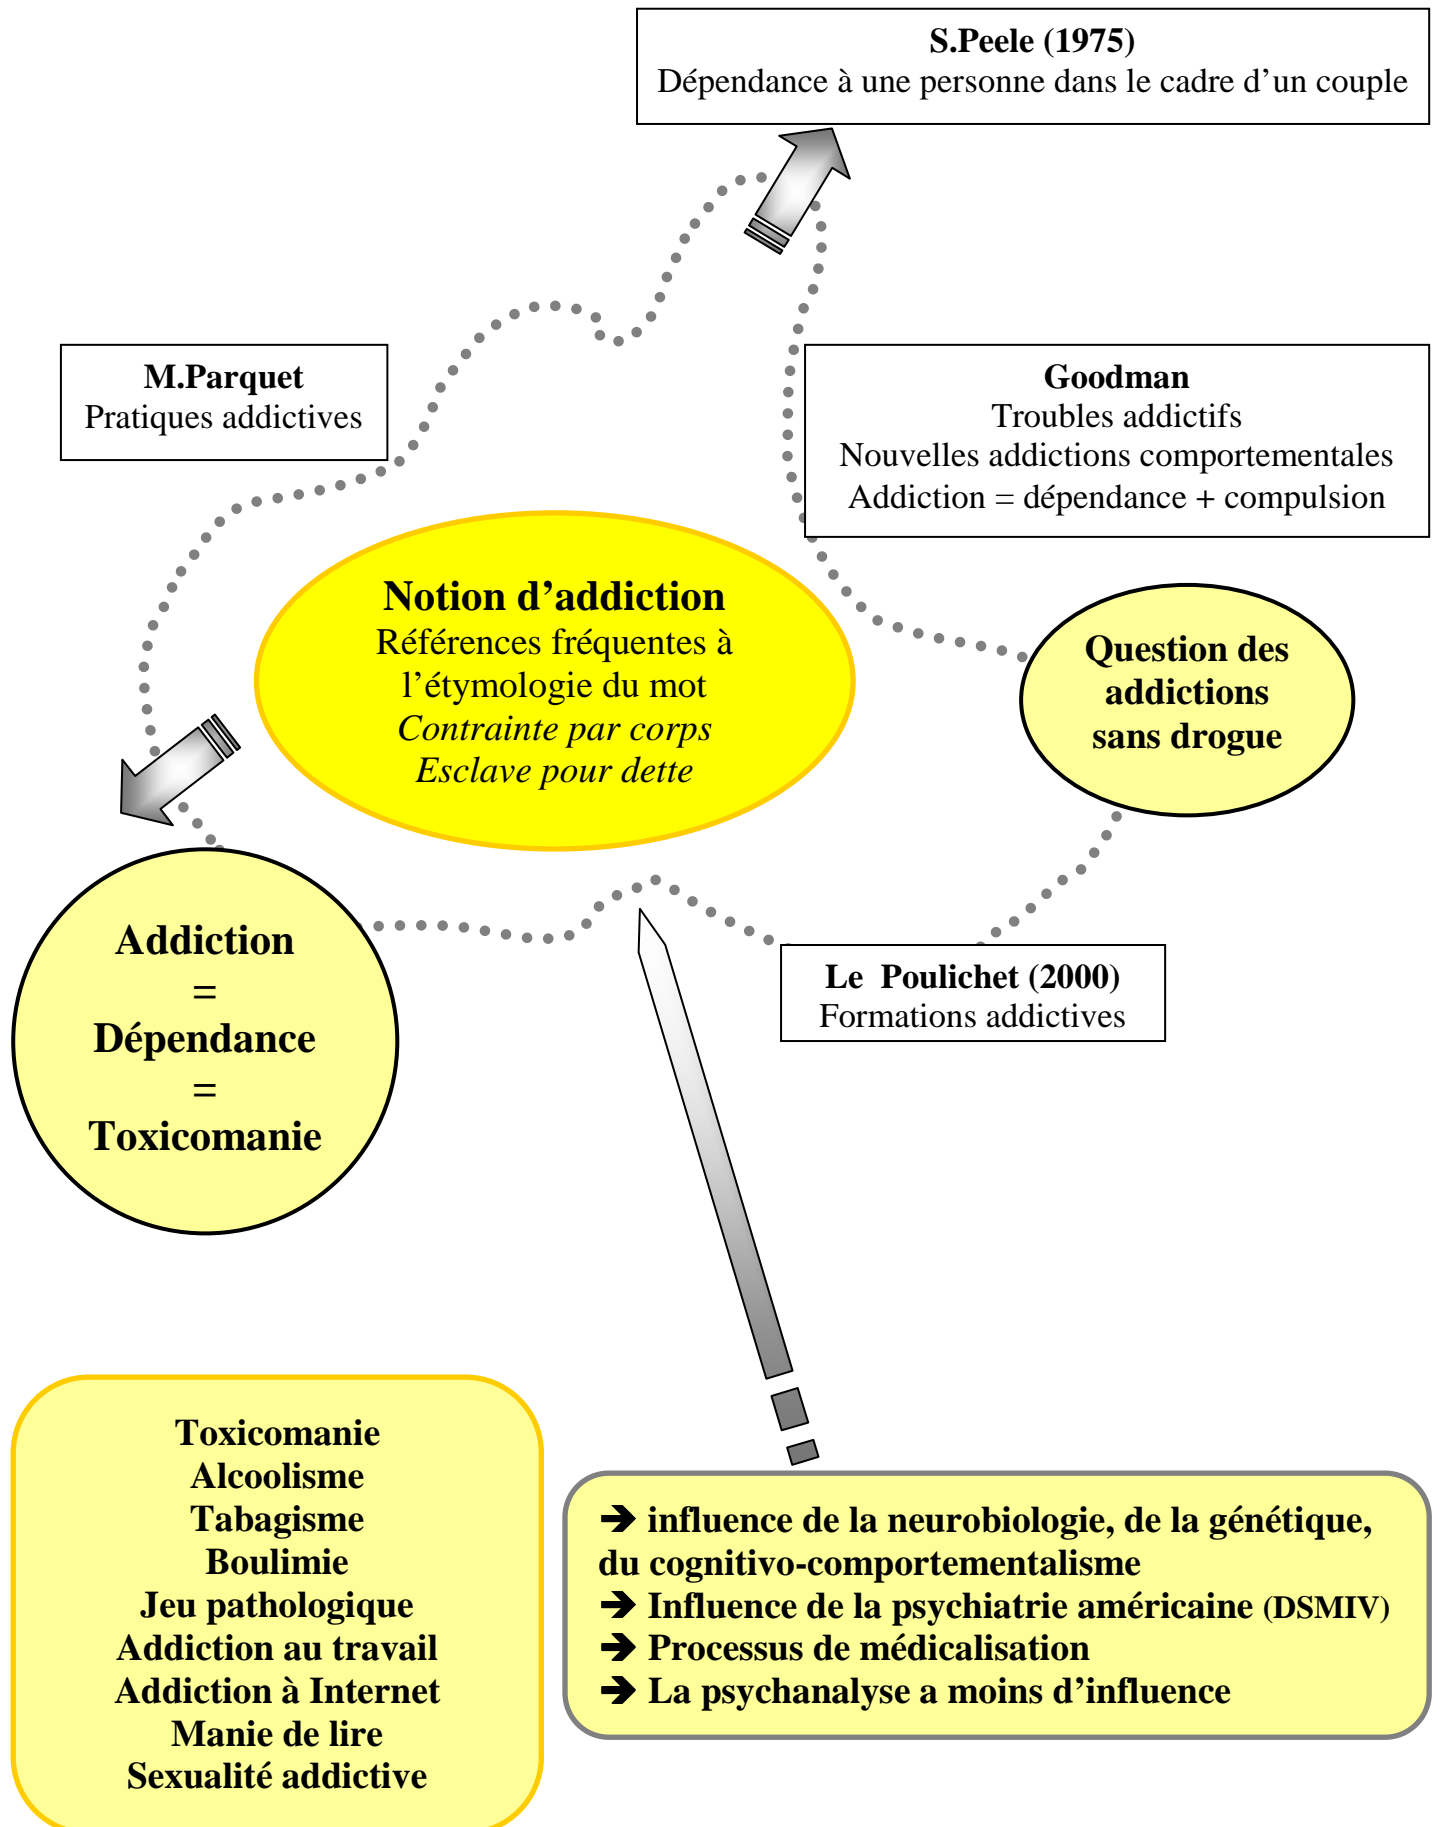 S.Peele (1975)
Dépendance à une personne dans le cadre d’un couple
M.Parquet
Pratiques addictives
Goodman
Troubles addictifs
Nouvelles addictions comportementales
Addiction = dépendance + compulsion
Notion d’addiction
Références fréquentes à
l’étymologie du mot
Contrainte par corps
Esclave pour dette
Question des
addictions
sans drogue
Addiction
=
Dépendance
=
Toxicomanie
Le  Poulichet (2000)
Formations addictives
Toxicomanie
Alcoolisme
Tabagisme
Boulimie
Jeu pathologique
Addiction au travail
Addiction à Internet
Manie de lire
Sexualité addictive
➔ influence de la neurobiologie, de la génétique,
du cognitivo-comportementalisme
➔ Influence de la psychiatrie américaine (DSMIV)
➔ Processus de médicalisation
➔ La psychanalyse a moins d’influence